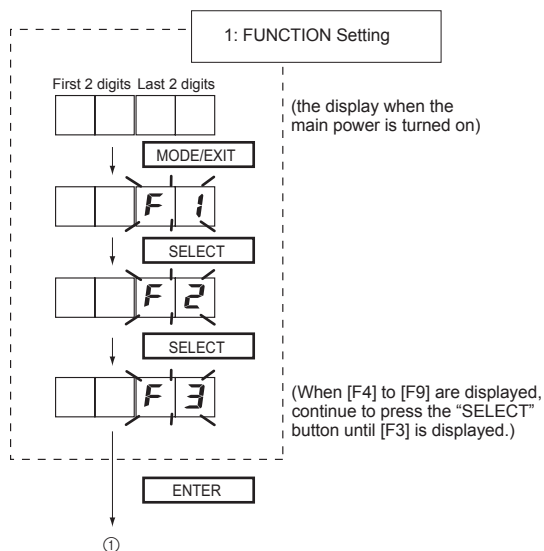 1: FUNCTION Setting
First 2 digits Last 2 digits
(the display when the
main power is turned on)
MODE/EXIT
F 1
SELECT
F 2
SELECT
F 3
(When [F4] to [F9] are displayed,
continue to press the “SELECT”
button until [F3] is displayed.)
ENTER
①